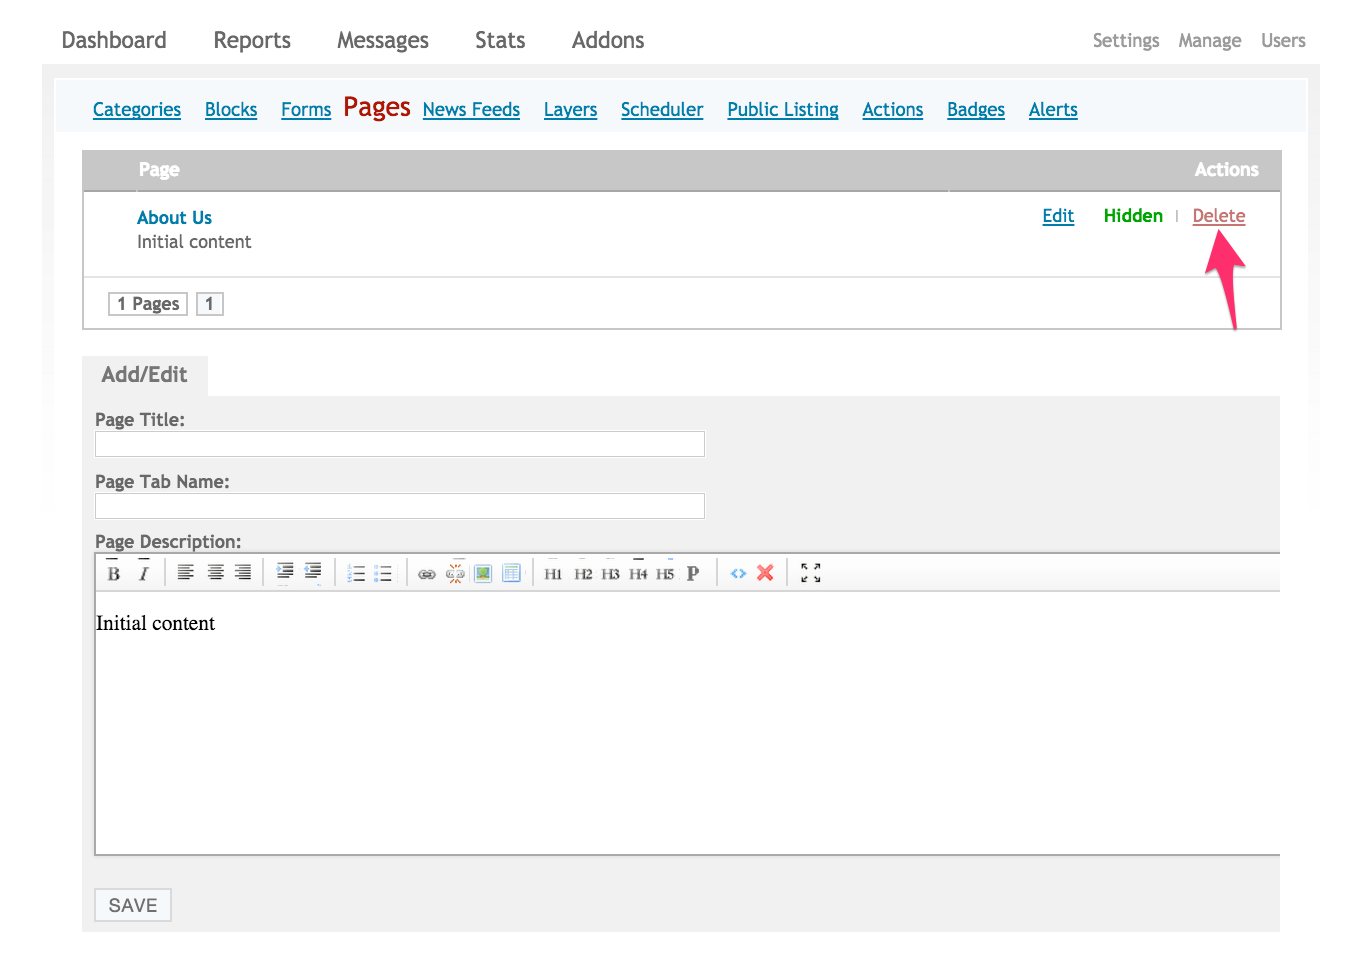 Dashboard Reports Messages Stats Addons Settings Manage Users
Categories Blocks Forms Pages News Feeds Layers Scheduler Public Listing Actions Badges Alerts
Page Actions
About Us Edit Hidden | Delete
Initial content
1 Pages 1
Add/Edit
Page Title:
Page Tab Name:
Page Description:
B I H1 H2 H3 H4 H5 P
Initial content
SAVE